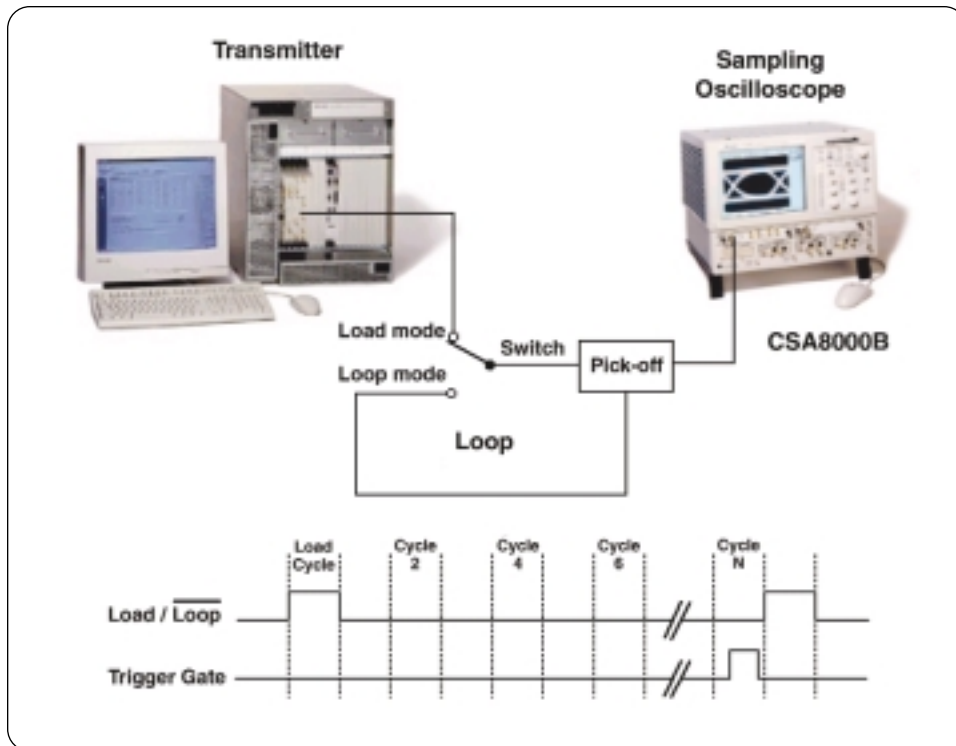 Transmitter
Sampling
Oscilloscope
CSA8000B
Load mode
Switch
Pick-off
Loop mode
Loop
Load
Cycle
Cycle
2
Cycle
4
Cycle
6
Cycle
N
Load / Loop
Trigger Gate